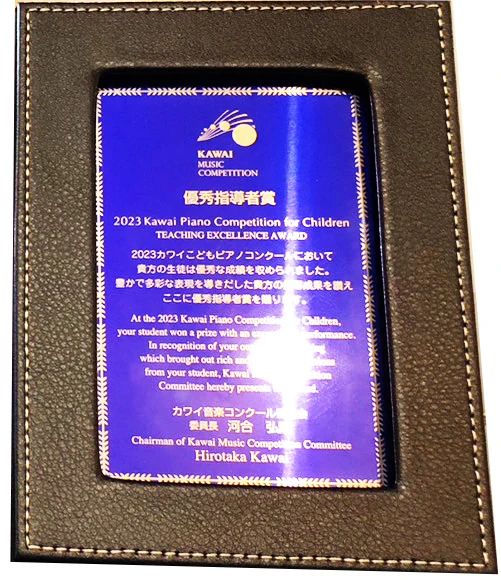 KAWAI
MUSIC
COMPETITION
優秀指導者賞
2023 Kawai Piano Competition for Children
TEACHING EXCELLENCE AWARD
2023カワイこどもピアノコンクールにおいて
貴方の生徒は優秀な成績を収められました。
豊かで多彩な表現を導きだした貴方の 成果を讃え
ここに優秀指導者賞を贈ります。
At the 2023 Kawai Piano Competition Children,
your student won a prize with an
In recognition of your
which brought out rich and
from your student, Kawai
Committee hereby presents
カワイ音楽コンクール
委員長 河合
Chairman of Kawai Music Competition Committee
Hirotaka Kawai